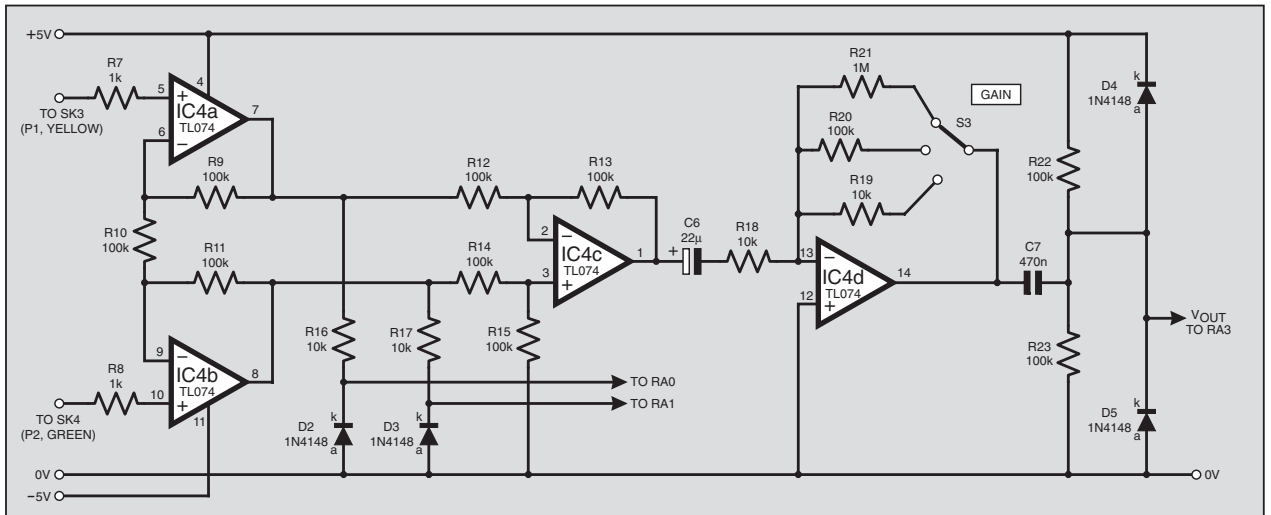 +5V
R7
1k
TO SK3
(P1, YELLOW)
5
+
4
IC4a
TL074
7
6
−
R9
100k
R10
100k
R11
100k
9
−
IC4b
TL074
8
R8
1k
10
+
11
TO SK4
(P2, GREEN)
0V
−5V
R12
100k
R13
100k
R14
100k
2
−
IC4c
TL074
1
3
+
R16
10k
R17
10k
R15
100k
TO RA0
TO RA1
D2
1N4148
k
a
D3
1N4148
k
a
C6
22µ
+
R18
10k
R21
1M
R20
100k
R19
10k
GAIN
S3
13
−
IC4d
TL074
14
12
+
C7
470n
R22
100k
R23
100k
D4
1N4148
k
a
VOUT
TO RA3
D5
1N4148
k
a
0V